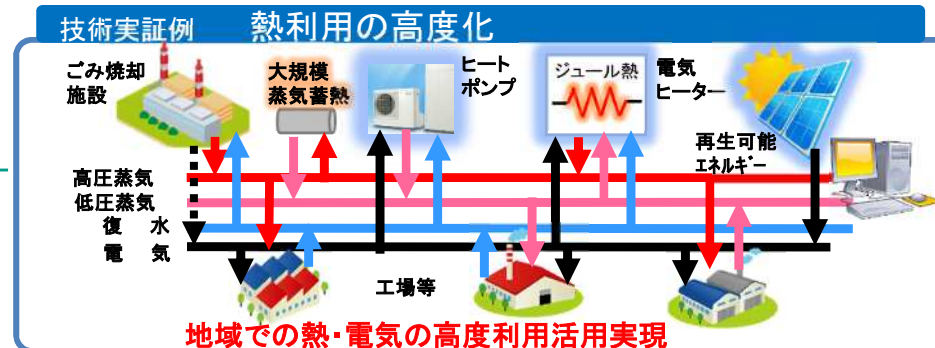 技術実証例 熱利用の高度化
ごみ焼却
施設
大規模
蒸気蓄熱
ヒート
ポンプ
ジュール熱
電気
ヒーター
再生可能
エネルギー
高圧蒸気
低圧蒸気
復 水
電 気
工場等
地域での熱・電気の高度利用活用実現